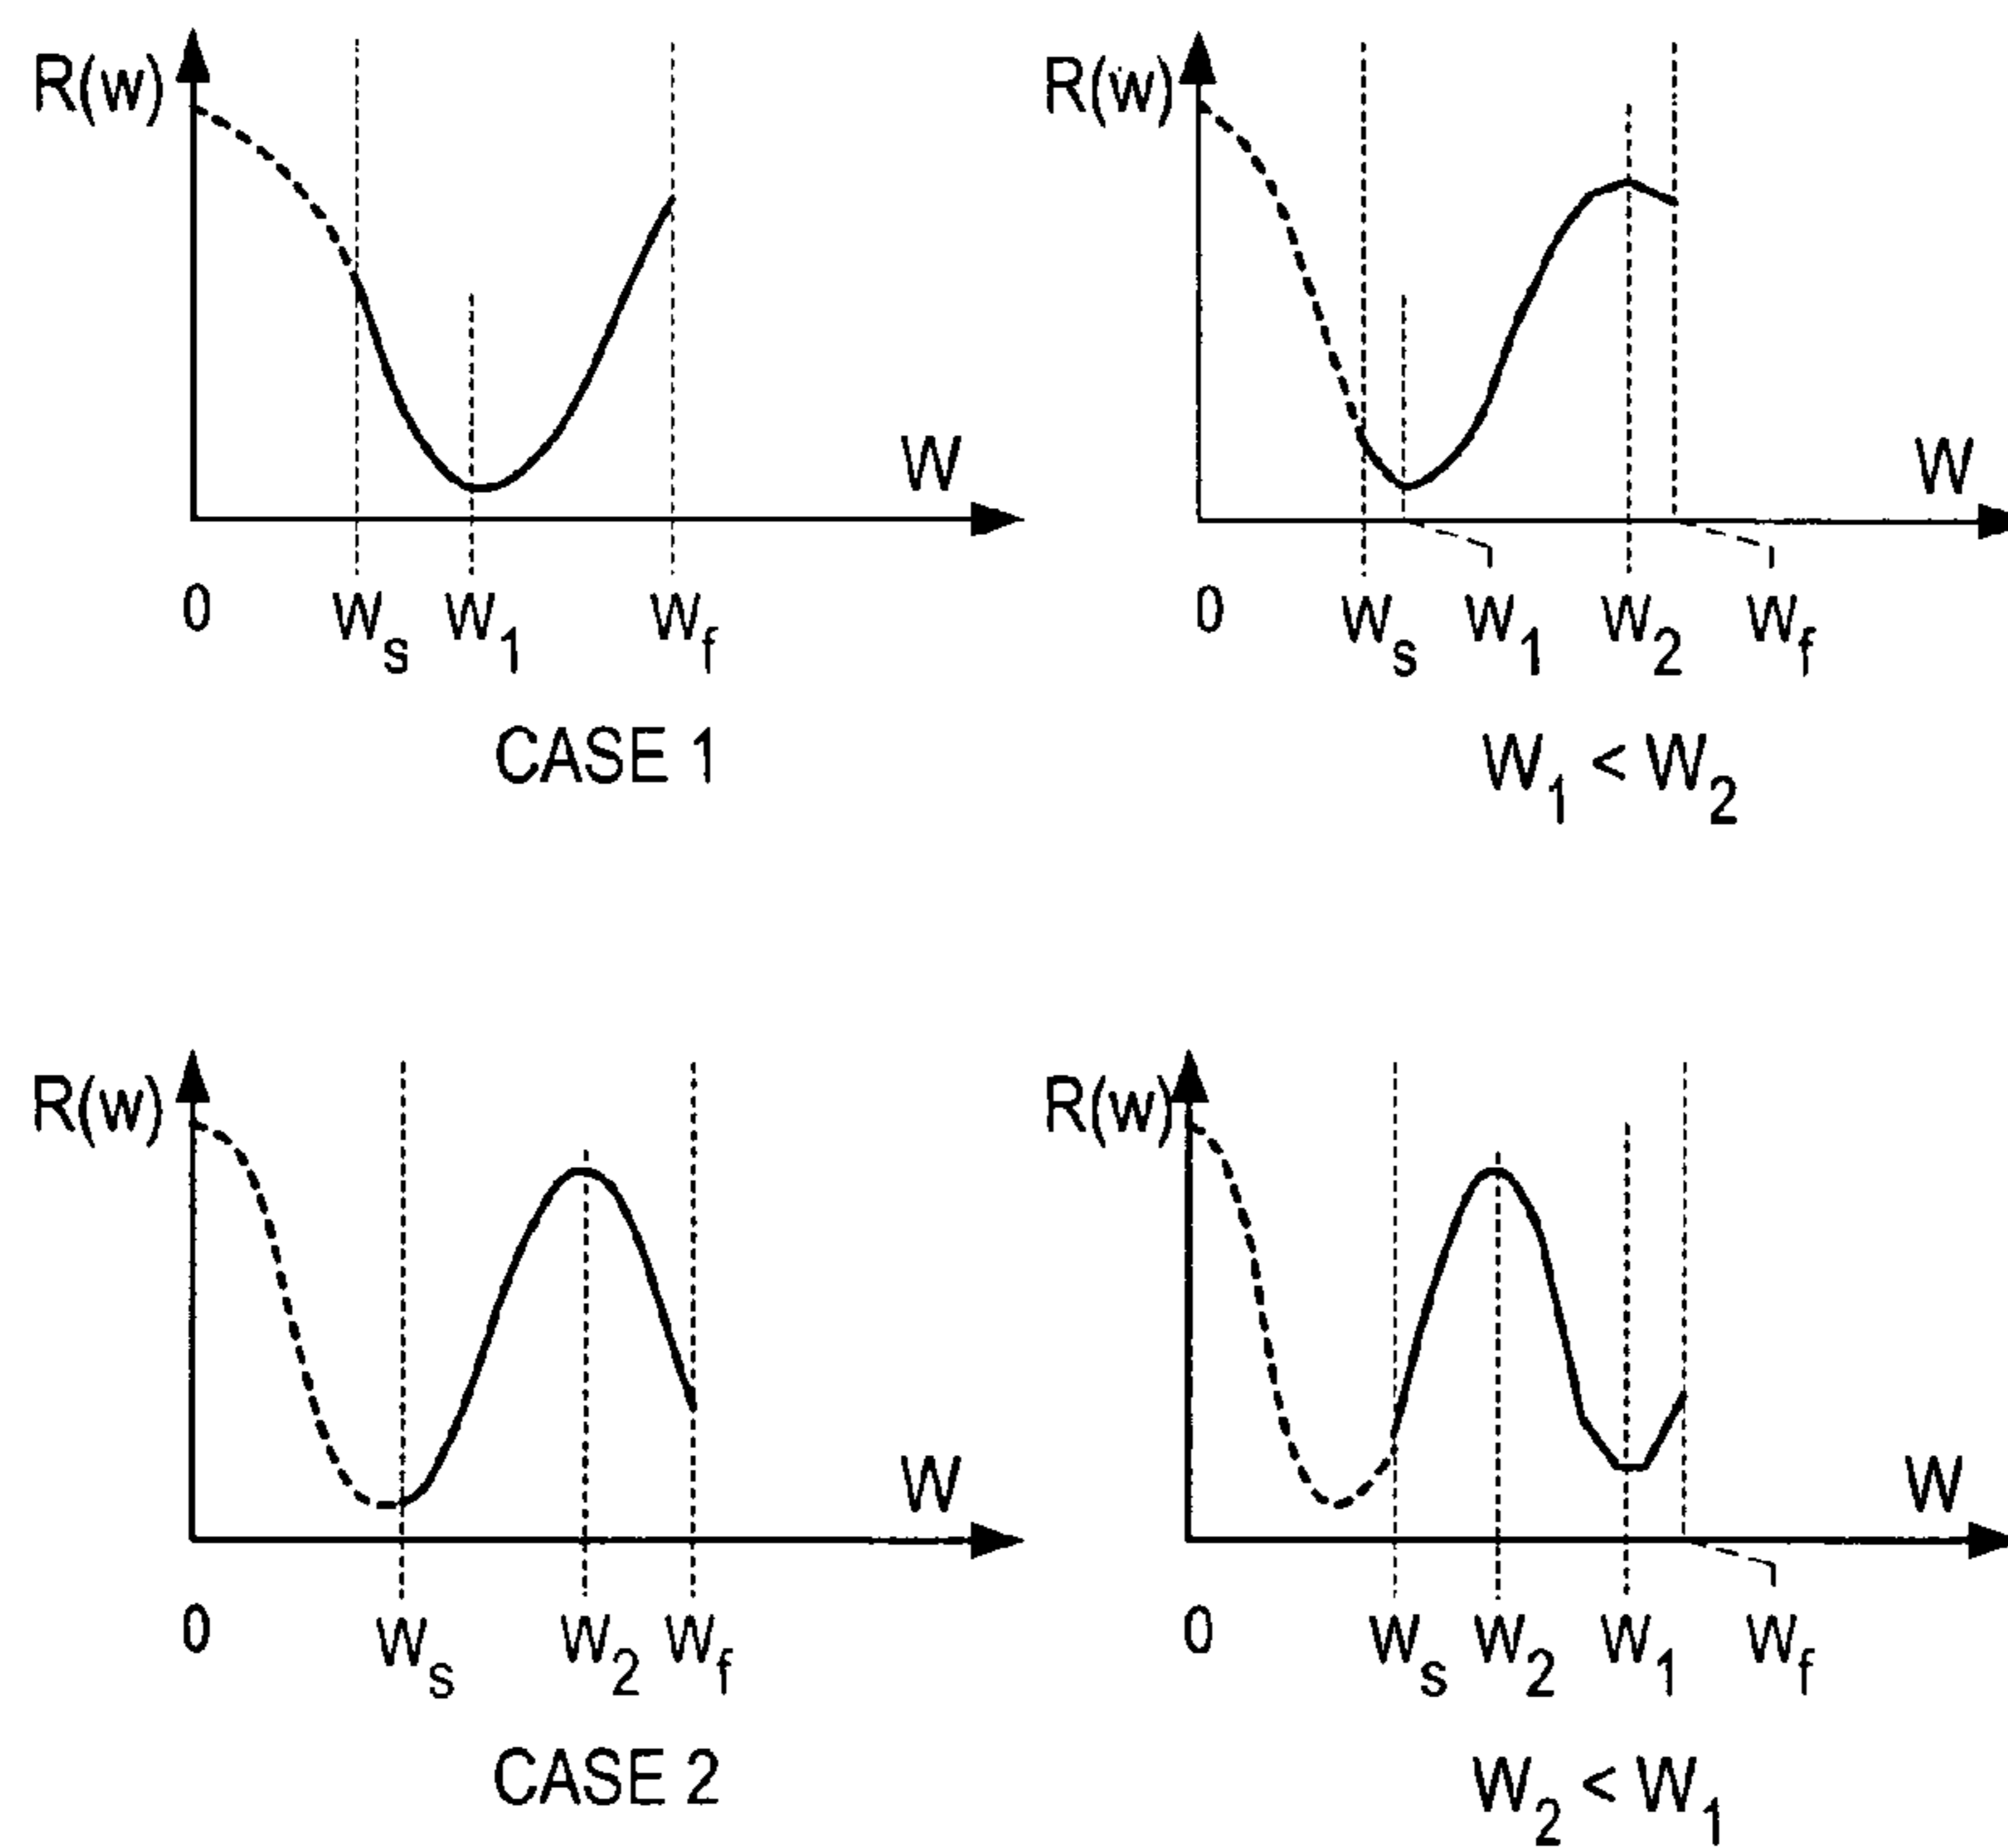 R(w)
W
0 Ws W1 Wf
CASE 1
R(w)
W
0 Ws W1 W2 Wf
W1 < W2
R(w)
W
0 Ws W2 Wf
CASE 2
R(w)
W
0 Ws W2 W1 Wf
W2 < W1